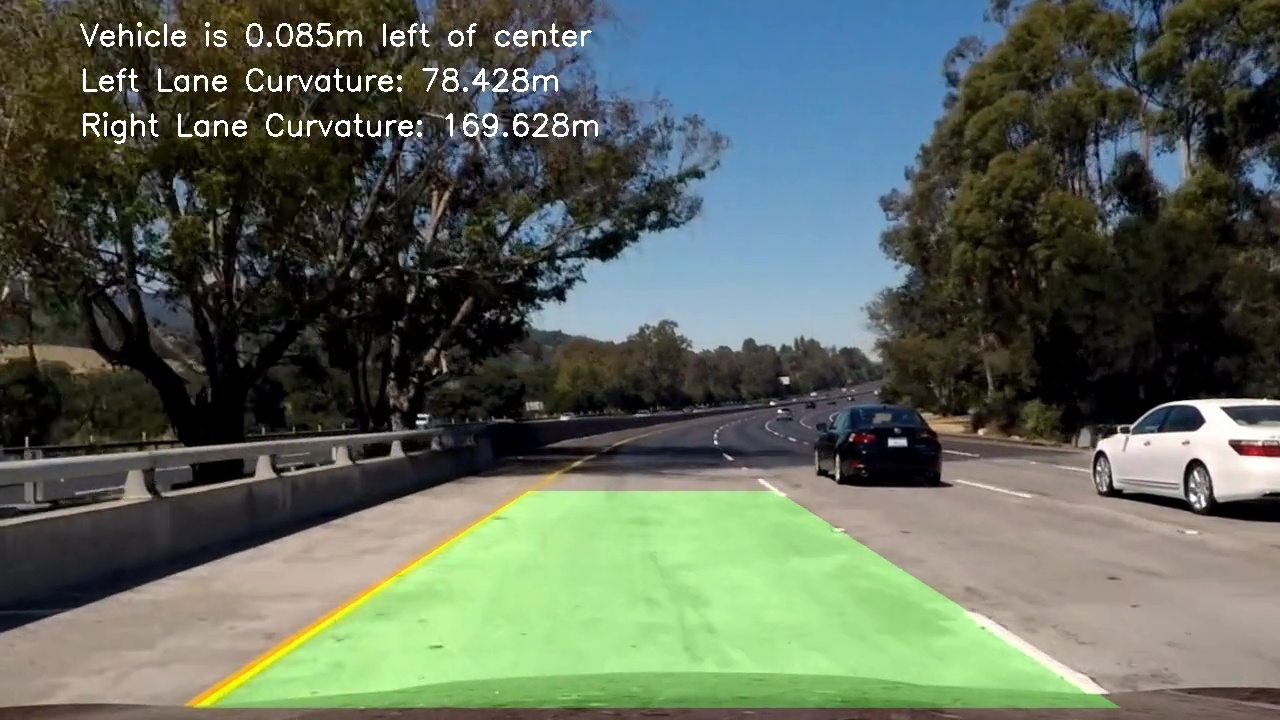 Vehicle is 0.085m left of center
Left Lane Curvature: 78.428m
Right Lane Curvature: 169.628m